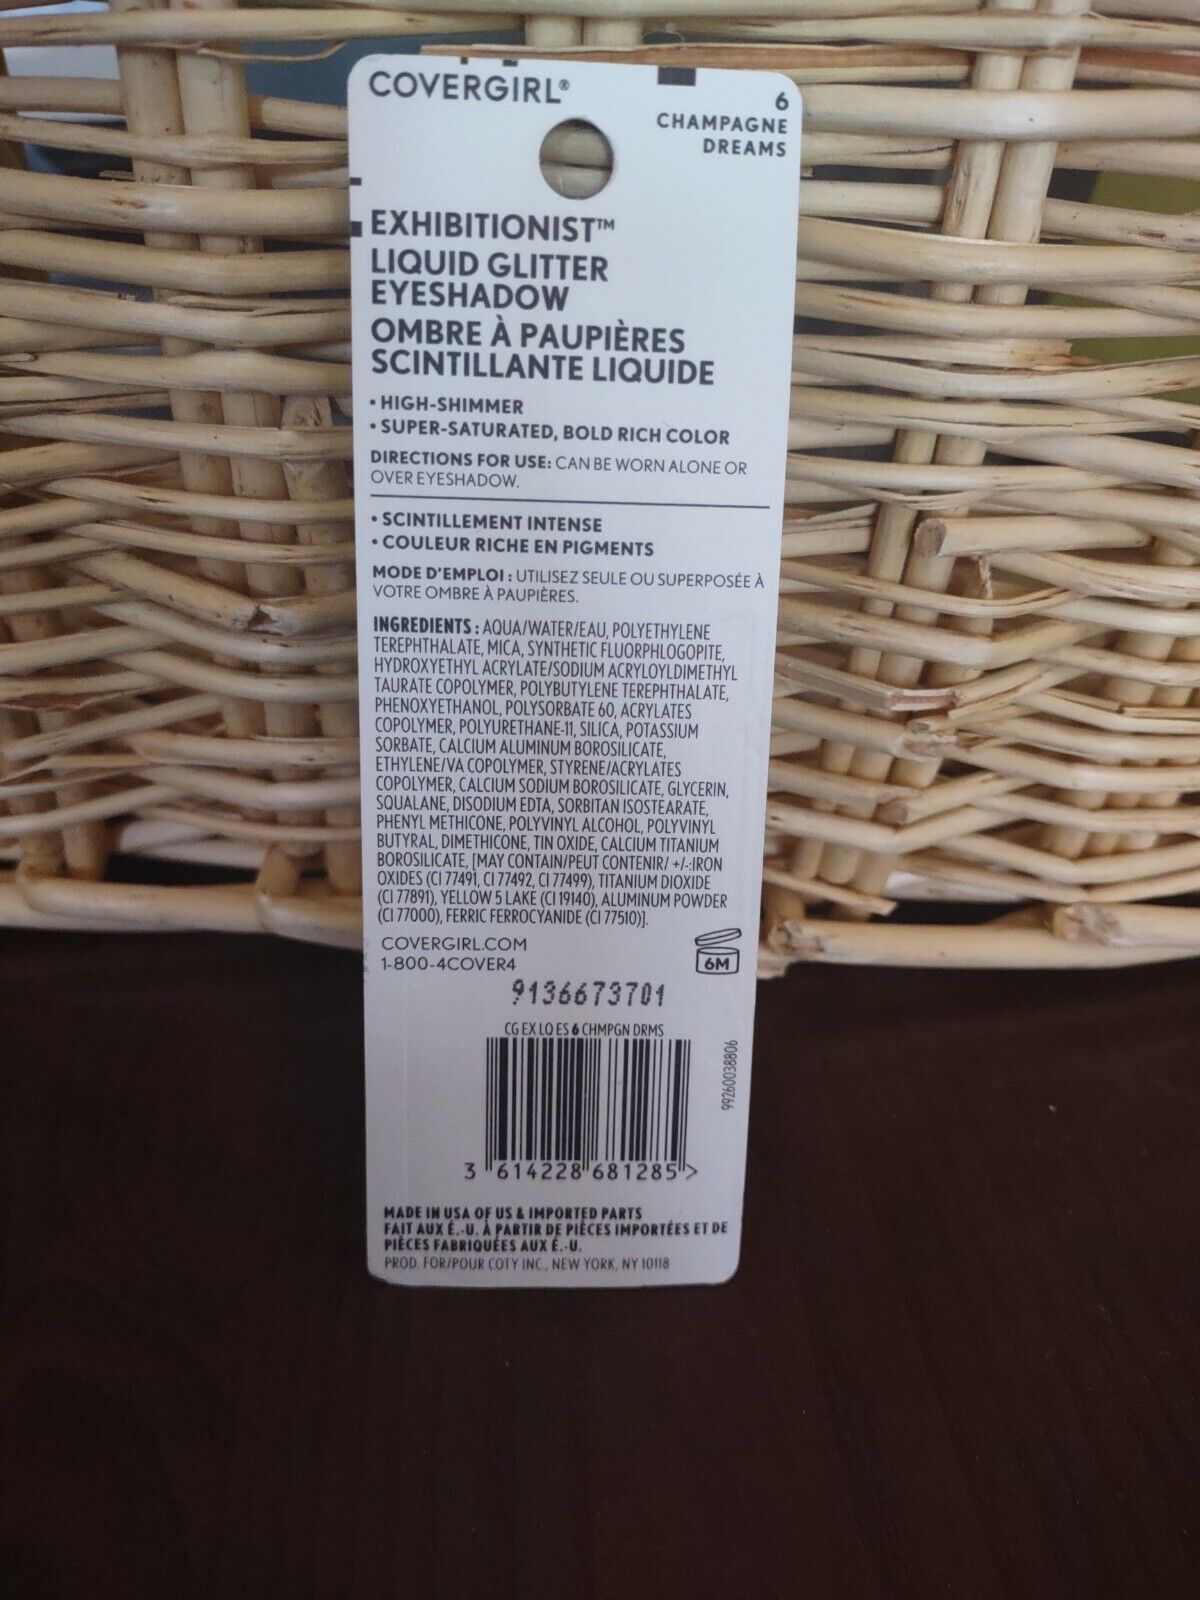 COVERGIRL®
6
CHAMPAGNE
DREAMS
EXHIBITIONIST™
LIQUID GLITTER
EYESHADOW
OMBRE À PAUPIÈRES
SCINTILLANTE LIQUIDE
• HIGH-SHIMMER
• SUPER-SATURATED, BOLD RICH COLOR
DIRECTIONS FOR USE: CAN BE WORN ALONE OR
OVER EYESHADOW.
• SCINTILLEMENT INTENSE
• COULEUR RICHE EN PIGMENTS
MODE D'EMPLOI : UTILISEZ SEULE OU SUPERPOSÉE À
VOTRE OMBRE À PAUPIÈRES.
INGREDIENTS : AQUA/WATER/EAU, POLYETHYLENE
TEREPHTHALATE, MICA, SYNTHETIC FLUORPHLOGOPITE,
HYDROXYETHYL ACRYLATE/SODIUM ACRYLOYLDIMETHYL
TAURATE COPOLYMER, POLYBUTYLENE TEREPHTHALATE,
PHENOXYETHANOL, POLYSORBATE 60, ACRYLATES
COPOLYMER, POLYURETHANE-11, SILICA, POTASSIUM
SORBATE, CALCIUM ALUMINUM BOROSILICATE,
ETHYLENE/VA COPOLYMER, STYRENE/ACRYLATES
COPOLYMER, CALCIUM SODIUM BOROSILICATE, GLYCERIN,
SQUALANE, DISODIUM EDTA, SORBITAN ISOSTEARATE,
PHENYL METHICONE, POLYVINYL ALCOHOL, POLYVINYL
BUTYRAL, DIMETHICONE, TIN OXIDE, CALCIUM TITANIUM
BOROSILICATE, [MAY CONTAIN/PEUT CONTENIR/ +/-:IRON
OXIDES (CI 77491, CI 77492, CI 77499), TITANIUM DIOXIDE
(CI 77891), YELLOW 5 LAKE (CI 19140), ALUMINUM POWDER
(CI 77000), FERRIC FERROCYANIDE (CI 77510)].
COVERGIRL.COM
1-800-4COVER4
6M
9136673701
CG EX LQ ES 6 CHMPGN DRMS
99260038806
3 614228 681285 >
MADE IN USA OF US & IMPORTED PARTS
FAIT AUX É.-U. À PARTIR DE PIÈCES IMPORTÉES ET DE
PIÈCES FABRIQUÉES AUX É.-U.
PROD. FOR/POUR COTY INC., NEW YORK, NY 10118